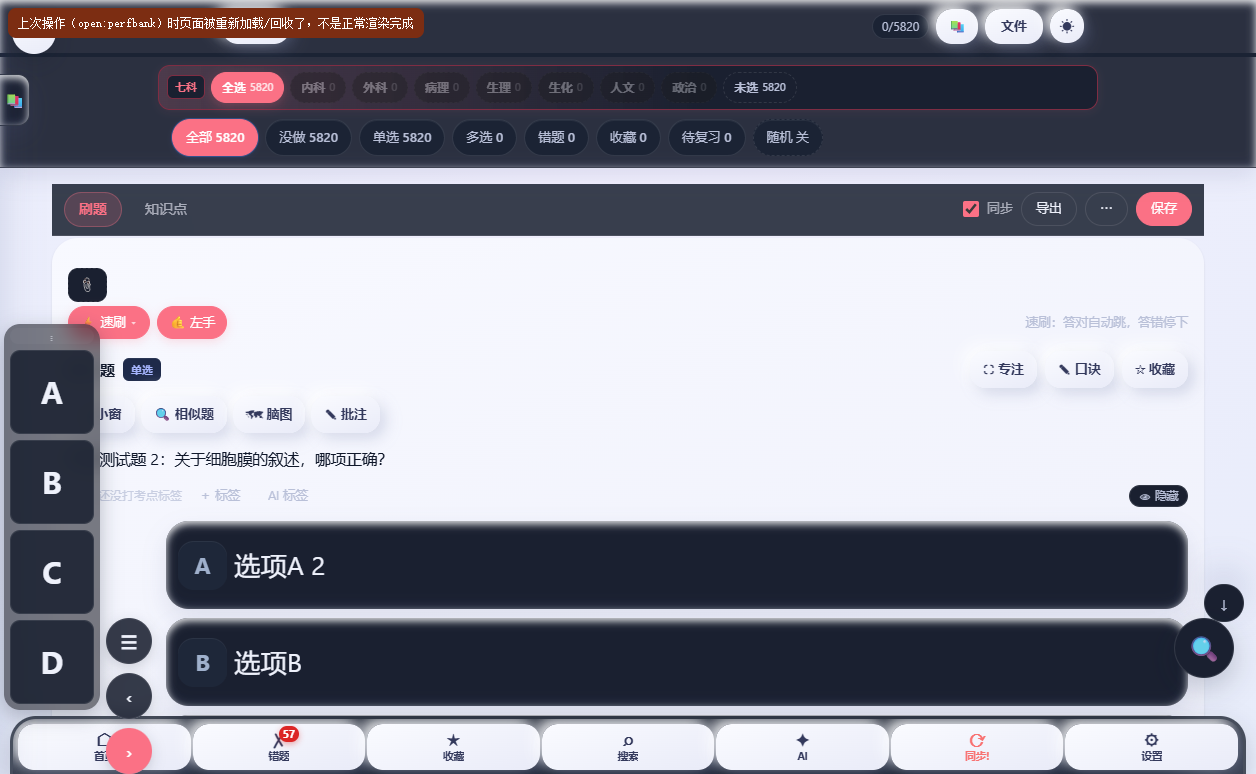 上次操作（open:perfbank）时页面被重新加载/回收了，不是正常渲染完成
0/5820 文件
七科 全选 5820 内科 0 外科 0 病理 0 生理 0 生化 0 人文 0 政治 0 未选 5820
全部 5820 没做 5820 单选 5820 多选 0 错题 0 收藏 0 待复习 0 随机 关
刷题 知识点 同步 导出 ··· 保存
速刷 左手 速刷：答对自动跳，答错停下
题 单选 专注 口诀 收藏
小窗 相似题 脑图 批注
测试题 2：关于细胞膜的叙述，哪项正确？
还没打考点标签 + 标签 AI 标签 隐藏
A
B
C
D
A 选项A 2
B 选项B
57
错题 收藏 搜索 AI 同步! 设置